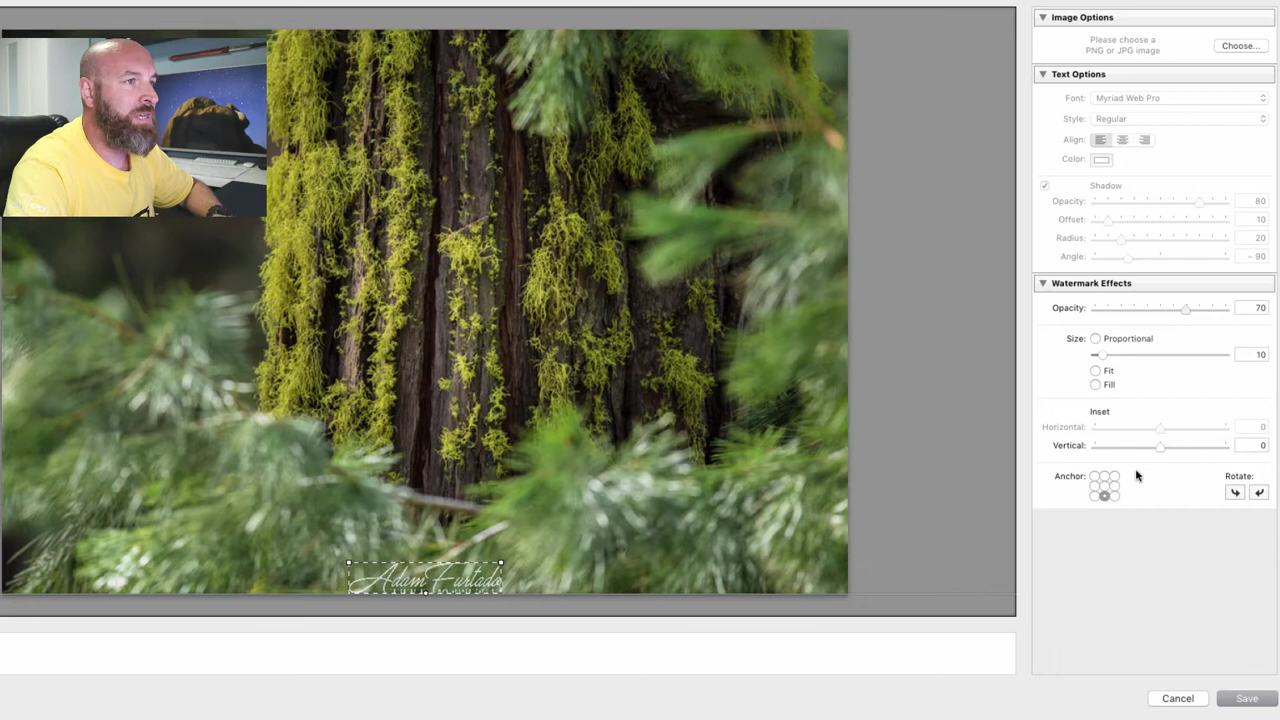 Image Options
Please choose a
PNG or JPG image
Choose...
Text Options
Font: Myriad Web Pro
Style: Regular
Align:
Color:
Shadow
Opacity: 80
Offset: 10
Radius: 20
Angle: - 90
Watermark Effects
Opacity: 70
Size: Proportional
10
Fit
Fill
Inset
Horizontal: 0
Vertical: 0
Anchor: Rotate:
Adam Furtado
Cancel Save